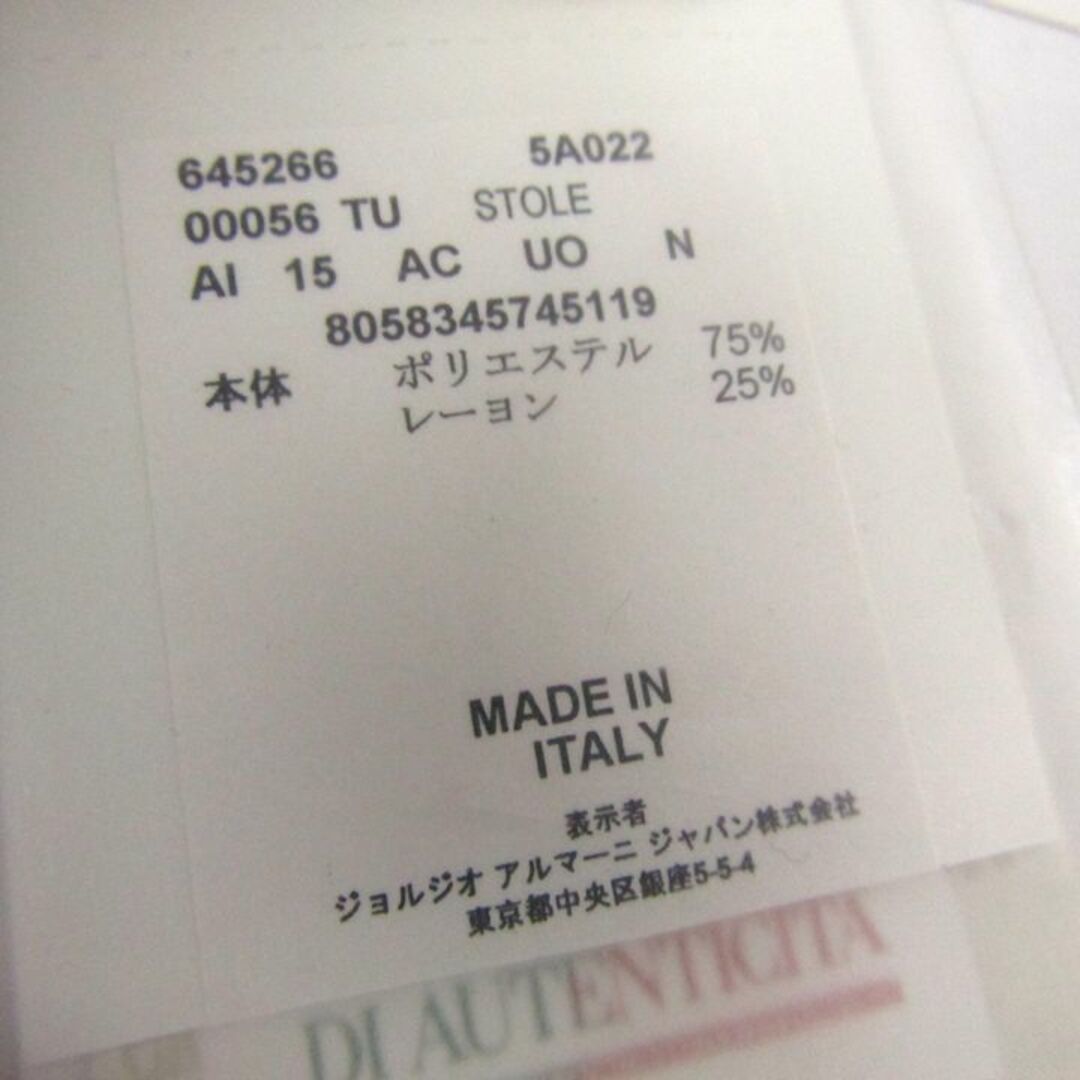 645266 5A022
00056 TU STOLE
AI 15 AC UO N
8058345745119
本体 ポリエステル 75%
レーヨン 25%
MADE IN
ITALY
表示者
ジョルジオ アルマーニ ジャパン株式会社
東京都中央区銀座5-5-4
DI AUTENTICITA